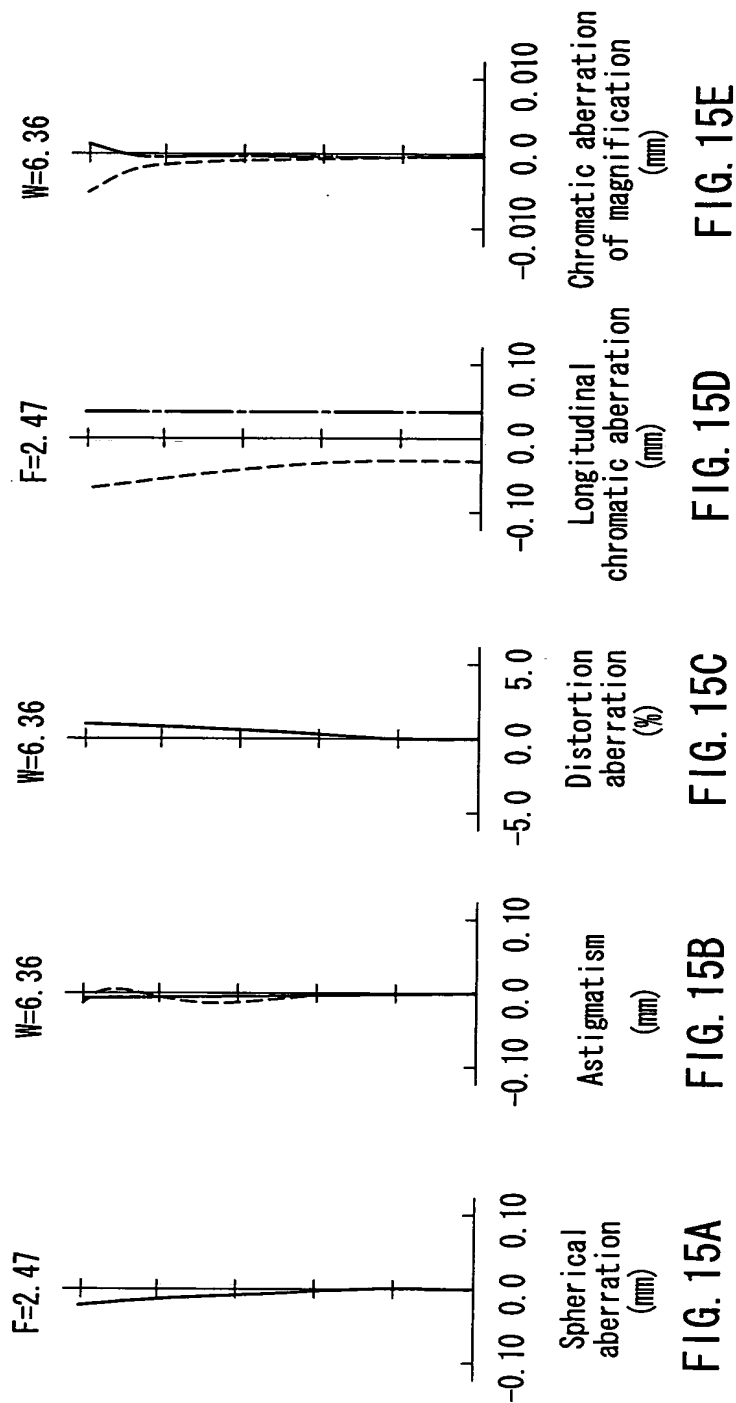 F=2.47
-0.10 0.0 0.10
Spherical
aberration
(mm)
FIG. 15A
W=6.36
-0.10 0.0 0.10
Astigmatism
(mm)
FIG. 15B
W=6.36
-5.0 0.0 5.0
Distortion
aberration
(%)
FIG. 15C
F=2.47
-0.10 0.0 0.10
Longitudinal
chromatic aberration
(mm)
FIG. 15D
W=6.36
-0.010 0.0 0.010
Chromatic aberration
of magnification
(mm)
FIG. 15E